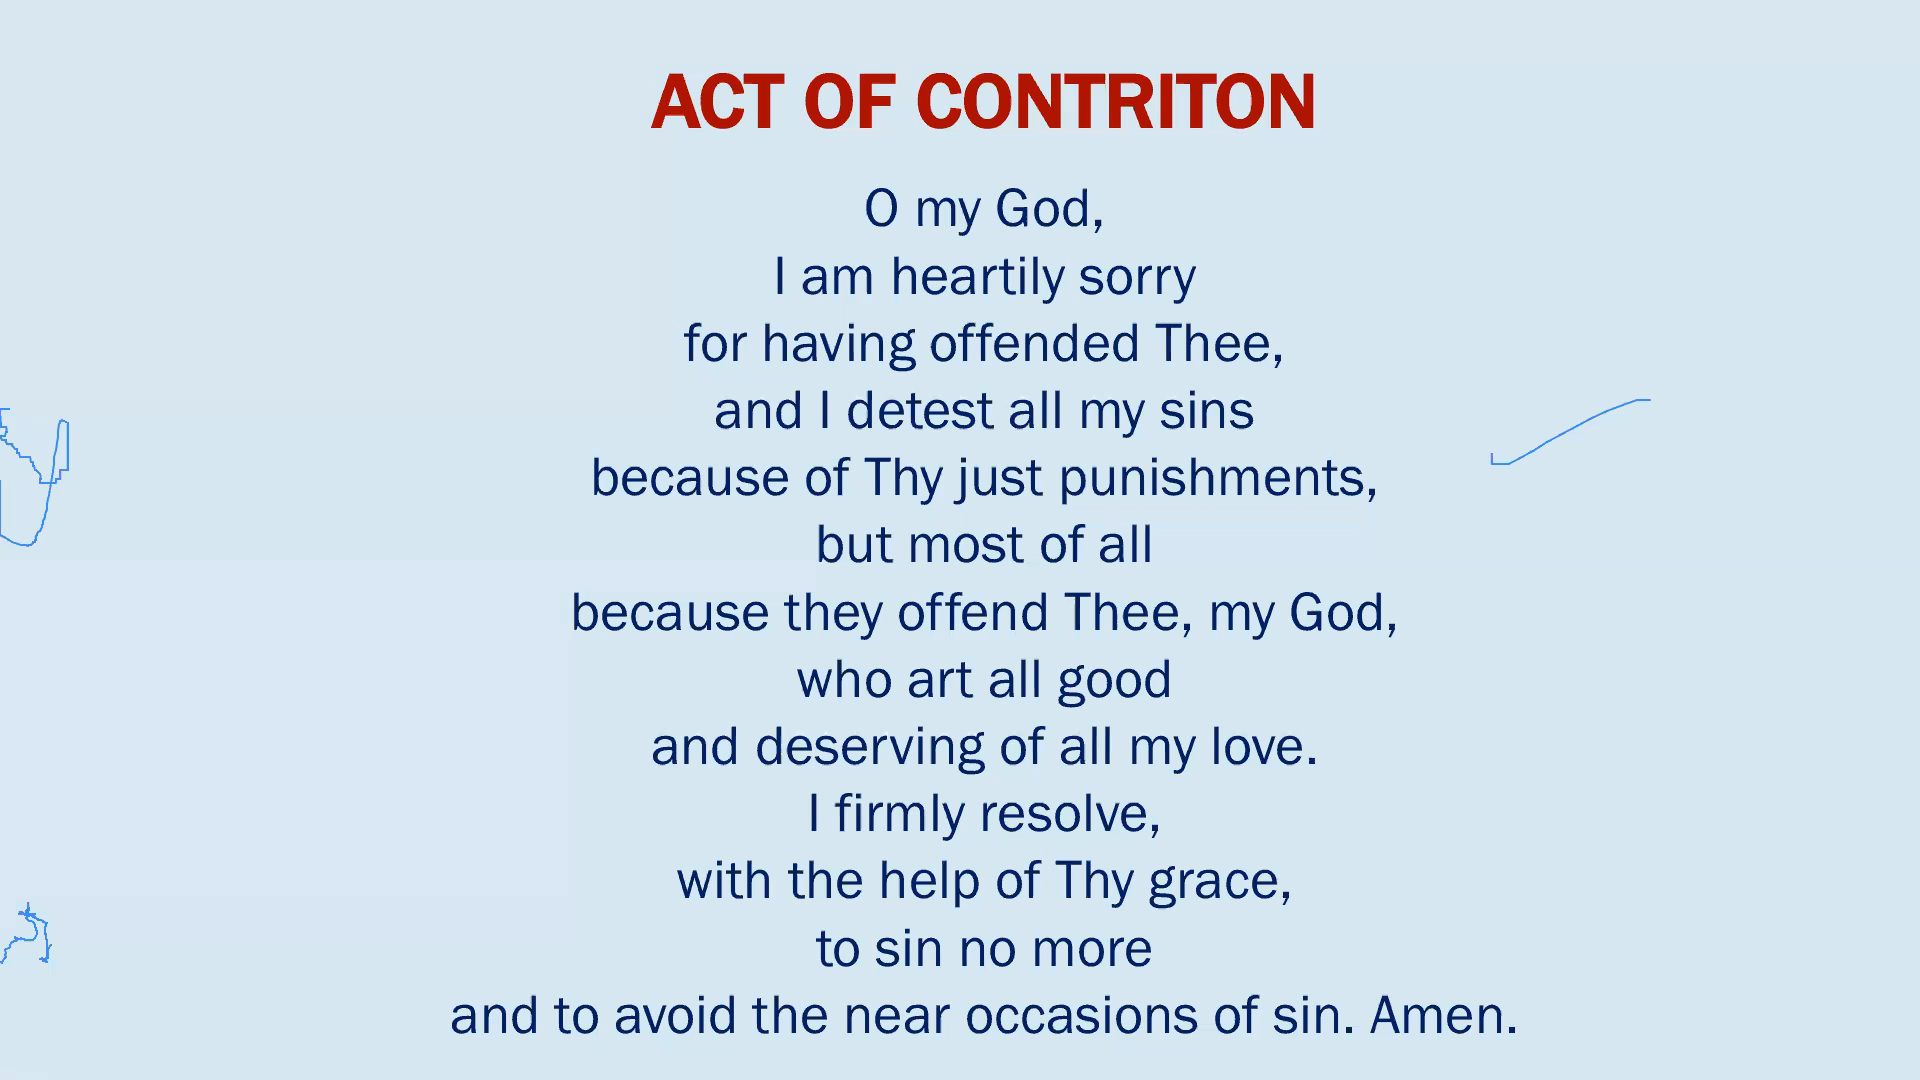 ACT OF CONTRITON
O my God,
I am heartily sorry
for having offended Thee,
and I detest all my sins
because of Thy just punishments,
but most of all
because they offend Thee, my God,
who art all good
and deserving of all my love.
I firmly resolve,
with the help of Thy grace,
to sin no more
and to avoid the near occasions of sin. Amen.